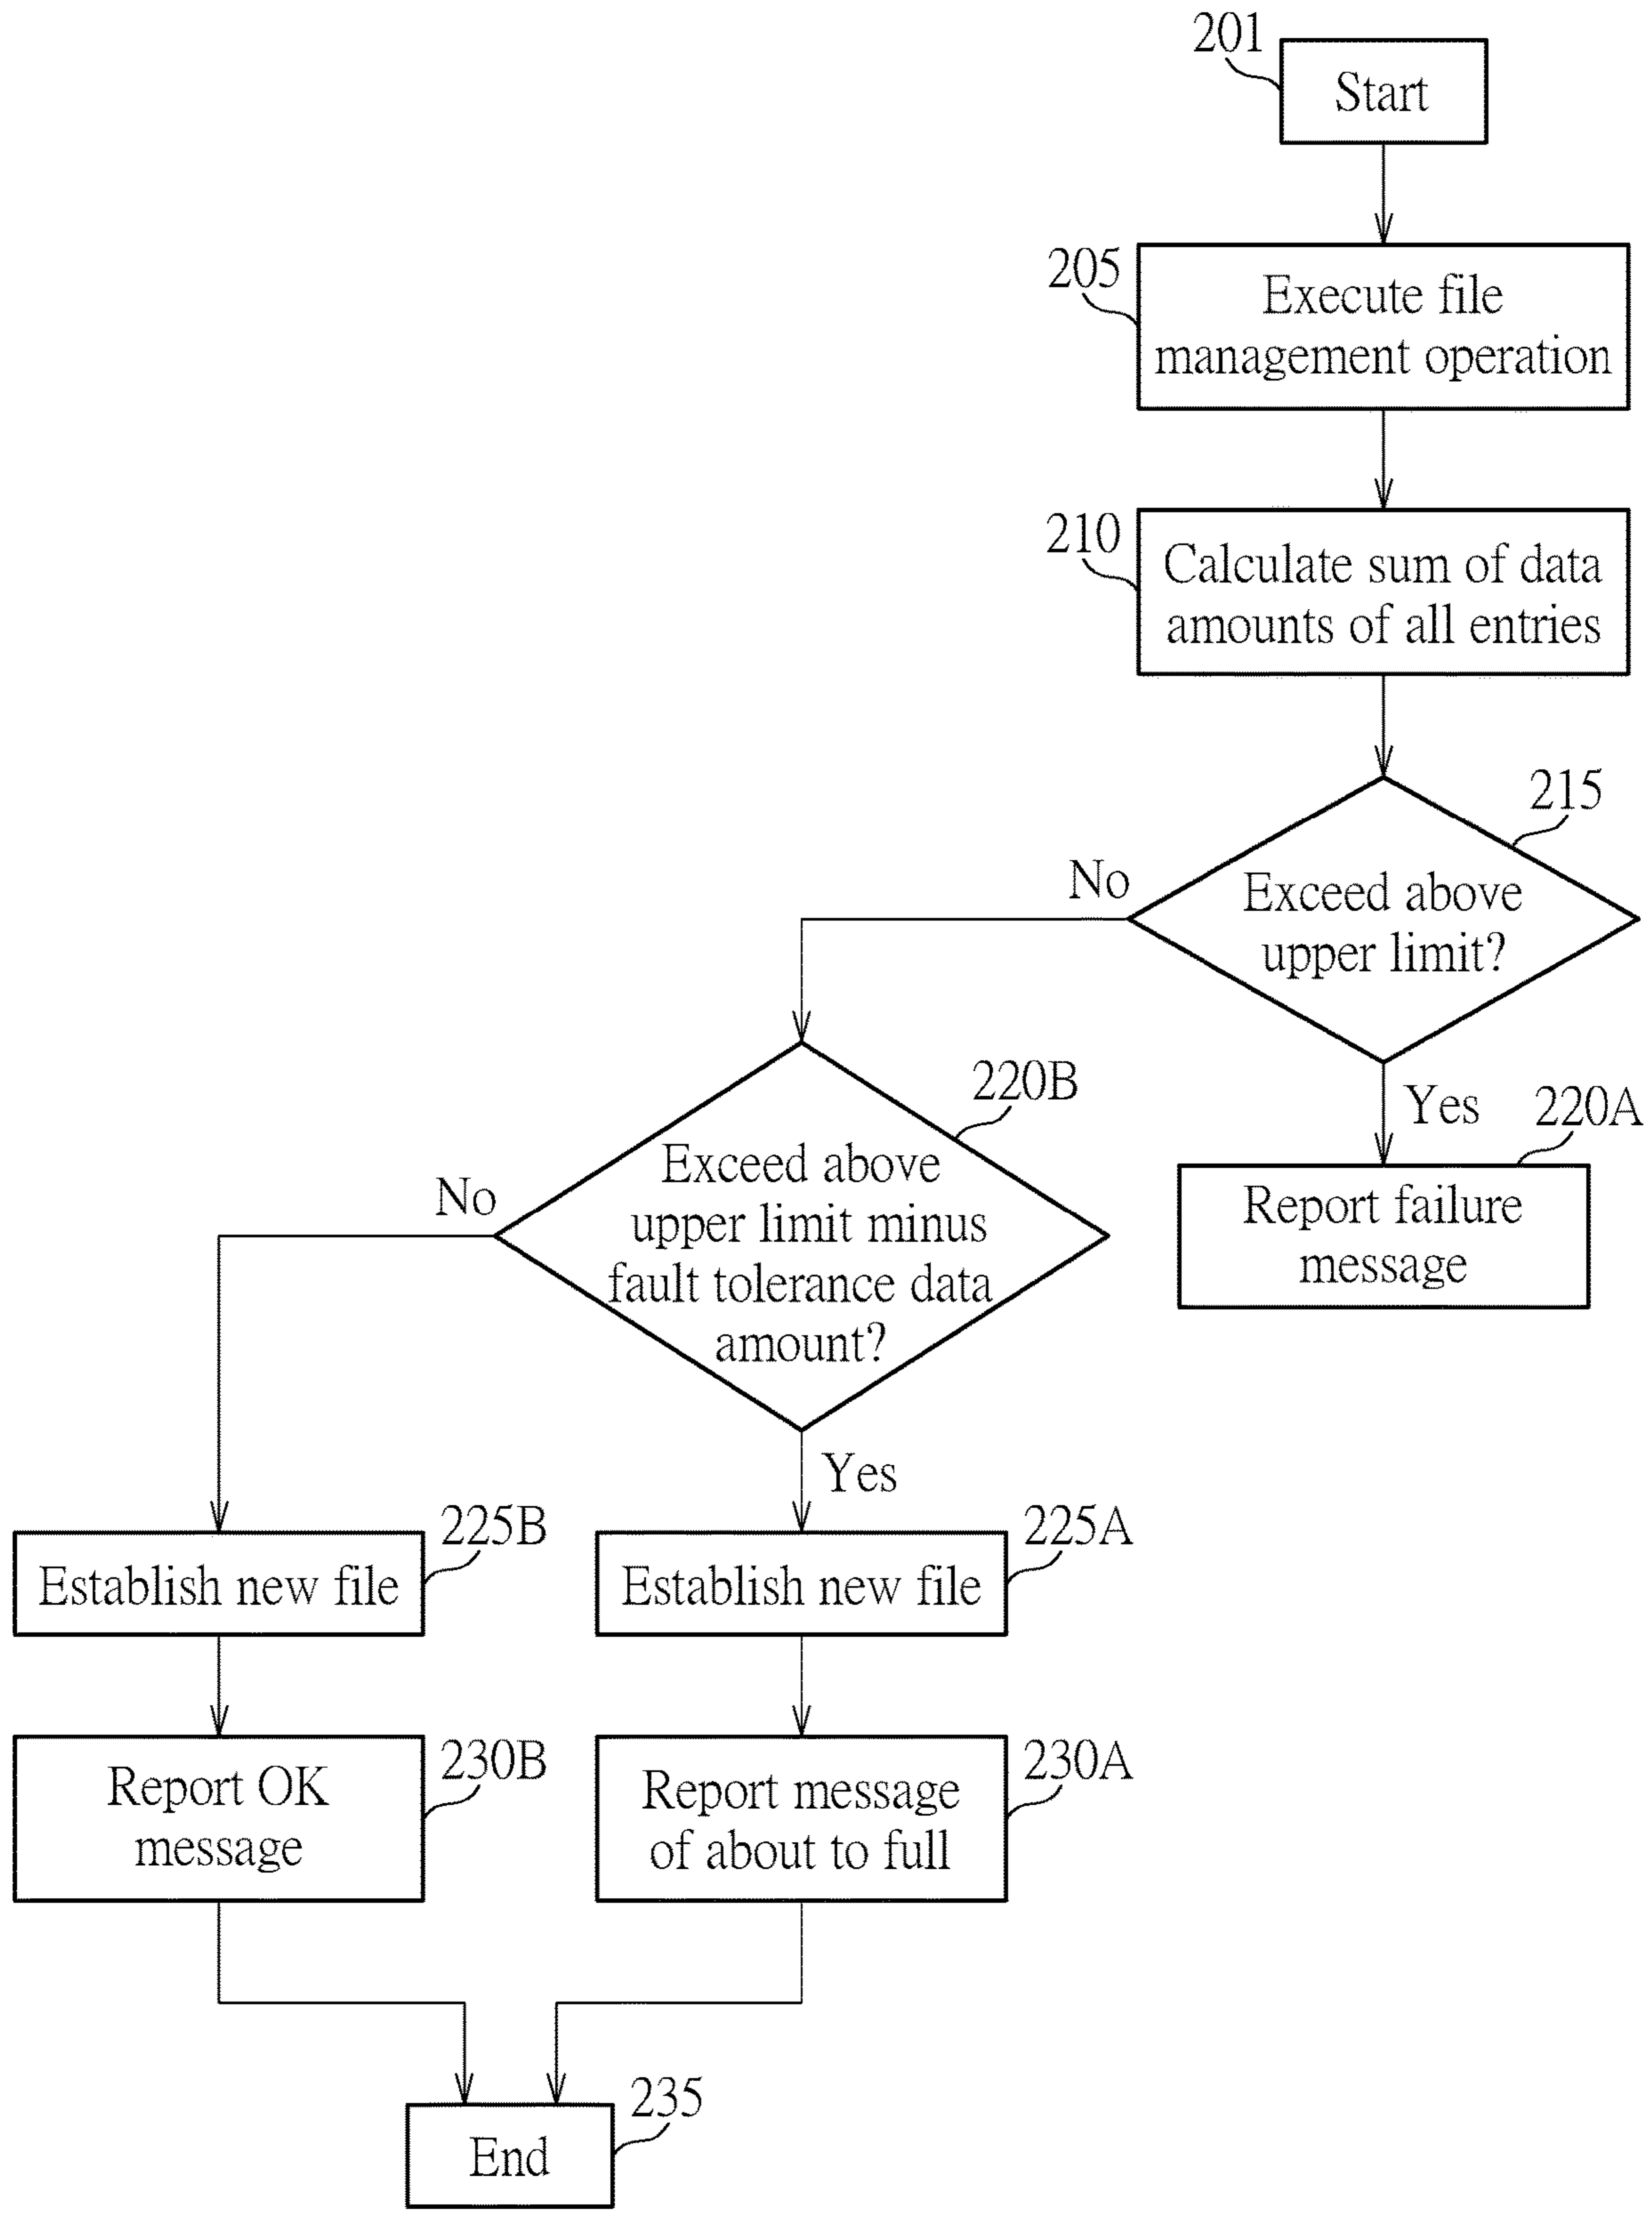 201
Start
205
Execute file
management operation
210
Calculate sum of data
amounts of all entries
215
Exceed above
upper limit?
No
Yes
220A
Report failure
message
220B
Exceed above
upper limit minus
fault tolerance data
amount?
No
Yes
225B
Establish new file
225A
Establish new file
230B
Report OK
message
230A
Report message
of about to full
235
End